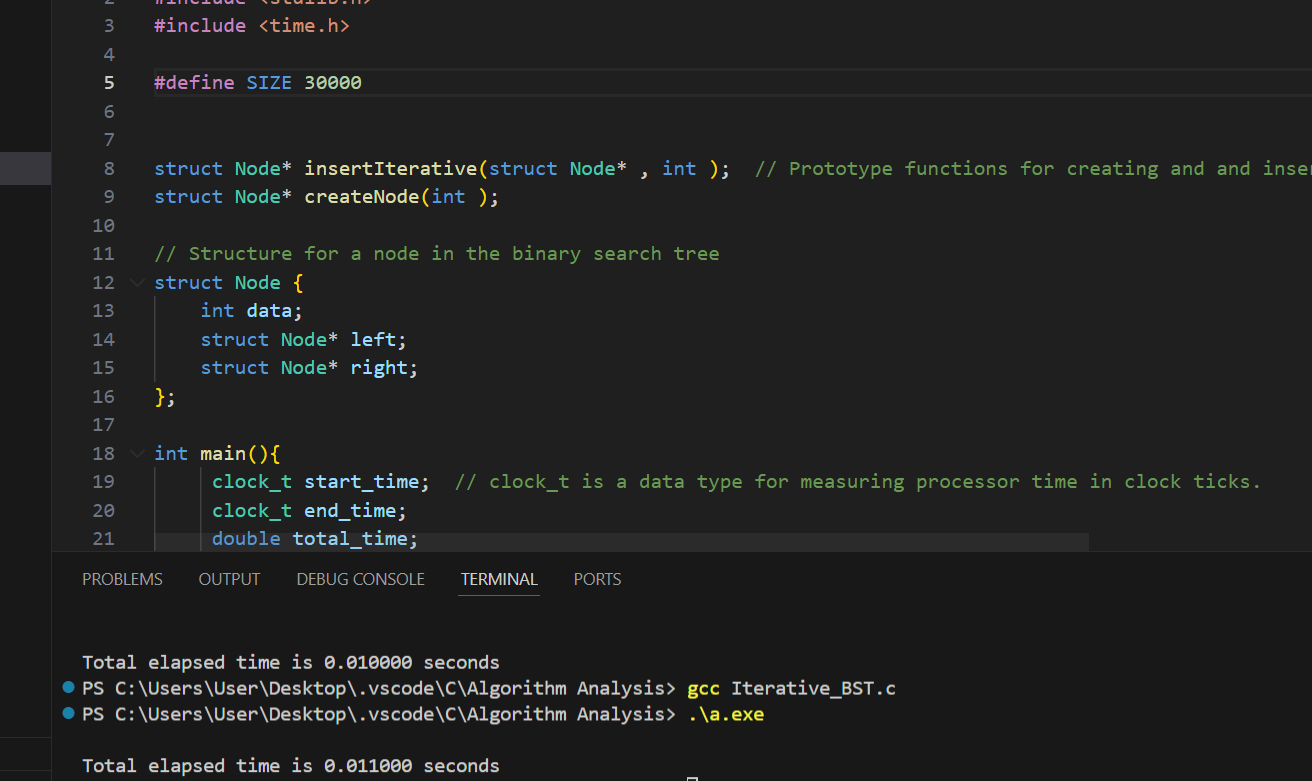 2 #include <stdlib.h>
3 #include <time.h>
4
5 #define SIZE 30000
6
7
8 struct Node* insertIterative(struct Node* , int ); // Prototype functions for creating and and inser
9 struct Node* createNode(int );
10
11 // Structure for a node in the binary search tree
12 struct Node {
13 int data;
14 struct Node* left;
15 struct Node* right;
16 };
17
18 int main(){
19 clock_t start_time; // clock_t is a data type for measuring processor time in clock ticks.
20 clock_t end_time;
21 double total_time;
PROBLEMS OUTPUT DEBUG CONSOLE TERMINAL PORTS
Total elapsed time is 0.010000 seconds
PS C:\Users\User\Desktop\.vscode\C\Algorithm Analysis> gcc Iterative_BST.c
PS C:\Users\User\Desktop\.vscode\C\Algorithm Analysis> .\a.exe
Total elapsed time is 0.011000 seconds